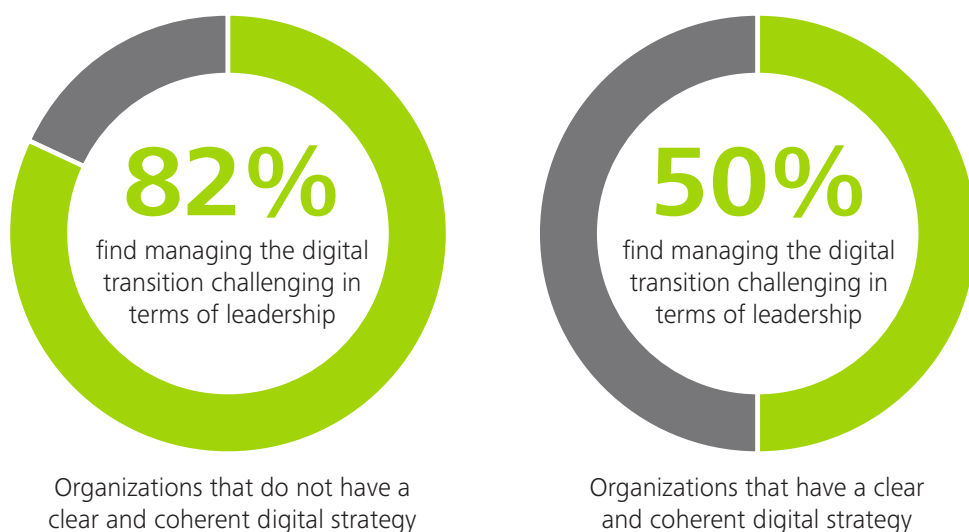 82%
find managing the digital
transition challenging in
terms of leadership
Organizations that do not have a
clear and coherent digital strategy
50%
find managing the digital
transition challenging in
terms of leadership
Organizations that have a clear
and coherent digital strategy